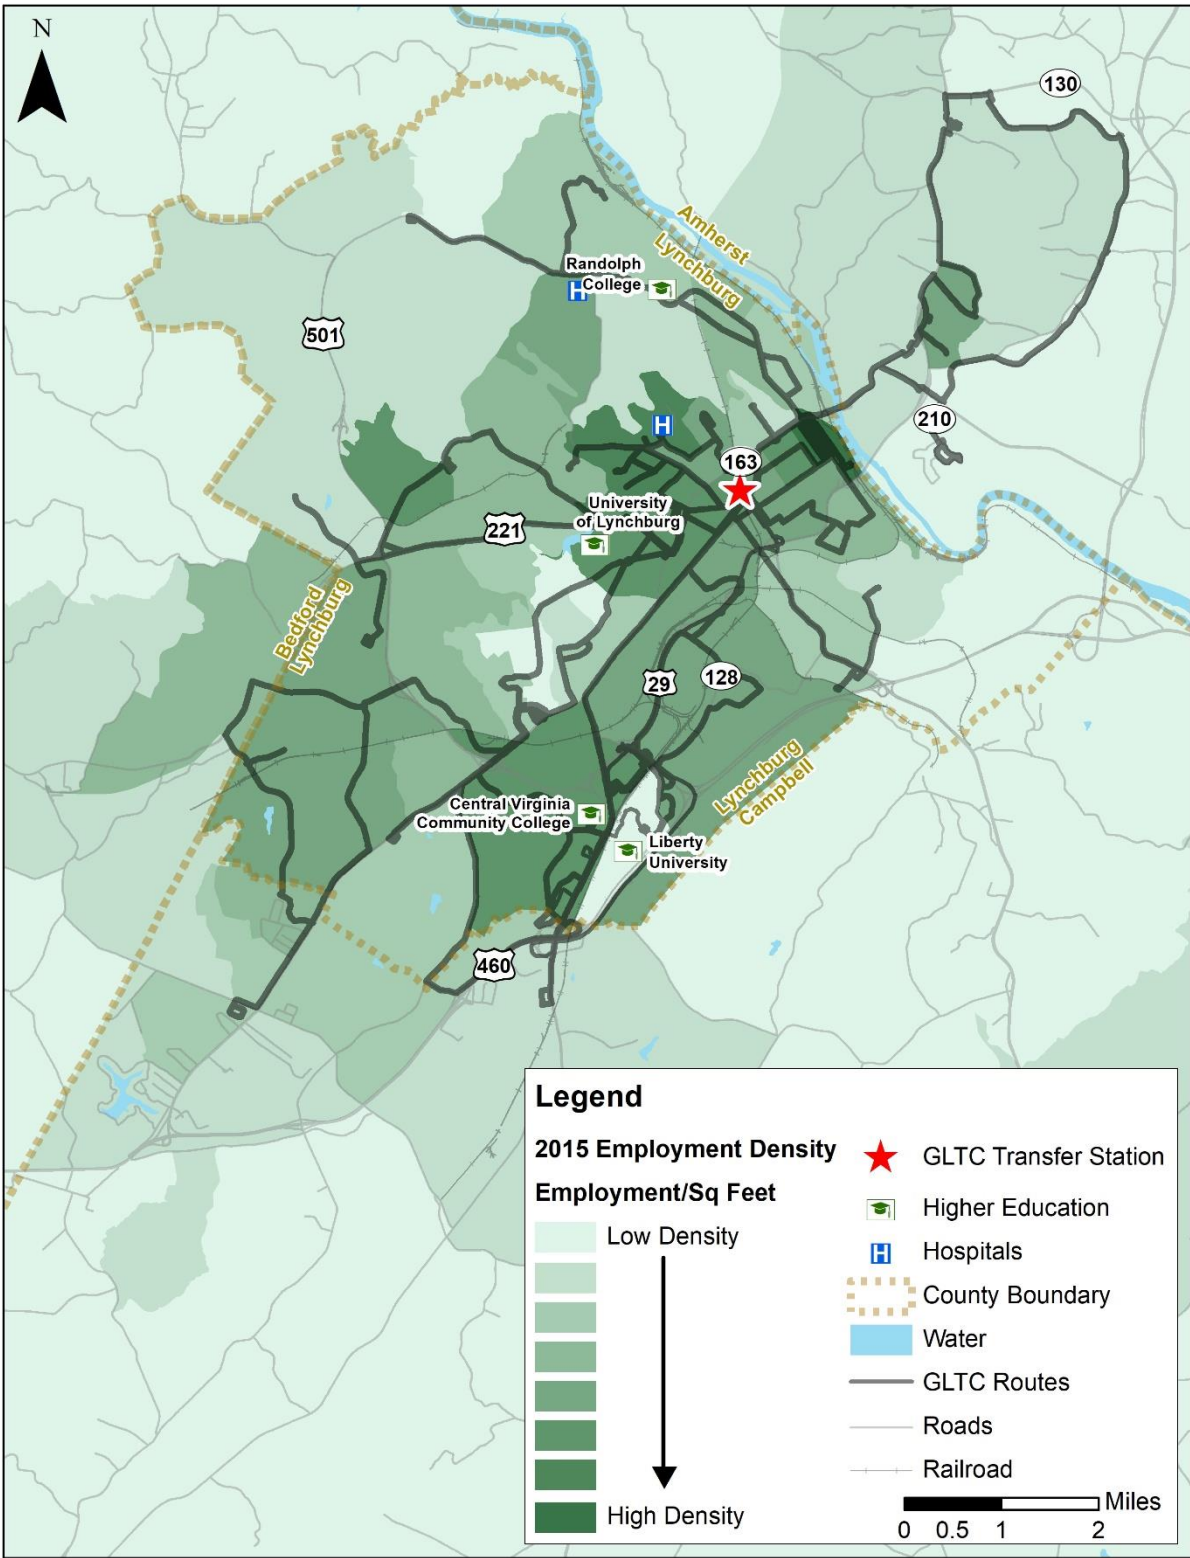 N
130
Amherst
Lynchburg
Randolph
College
H
501
210
H
163
University
of Lynchburg
221
Bedford
Lynchburg
29
128
Lynchburg
Campbell
Central Virginia
Community College
Liberty
University
460
Legend
2015 Employment Density
Employment/Sq Feet
Low Density
High Density
GLTC Transfer Station
Higher Education
H
Hospitals
County Boundary
Water
GLTC Routes
Roads
Railroad
Miles
0 0.5 1 2